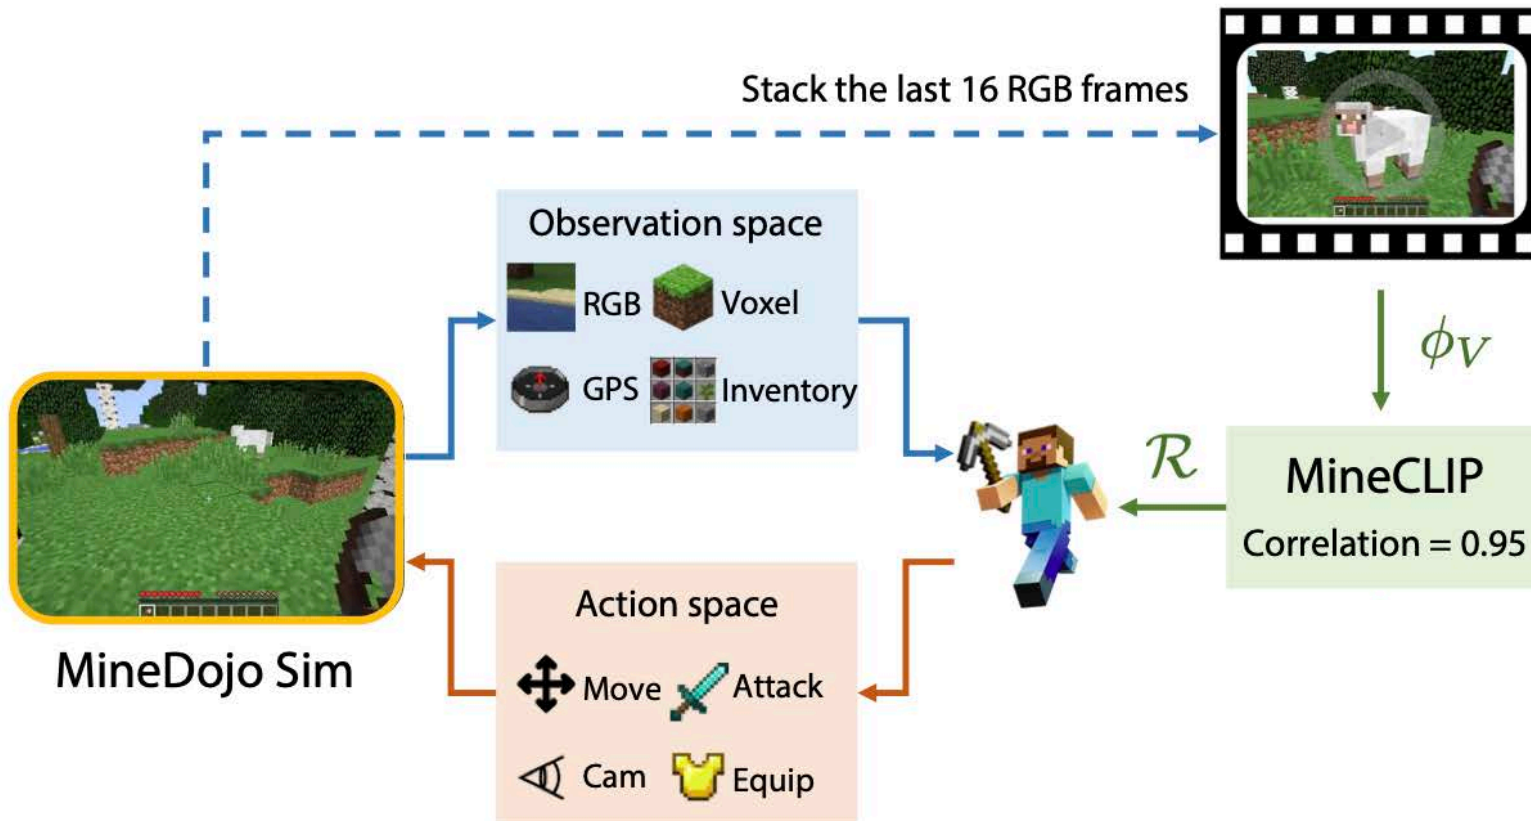 Stack the last 16 RGB frames
Observation space
RGB
Voxel
GPS
Inventory
ϕV
R
MineCLIP
Correlation = 0.95
MineDojo Sim
Action space
Move
Attack
Cam
Equip